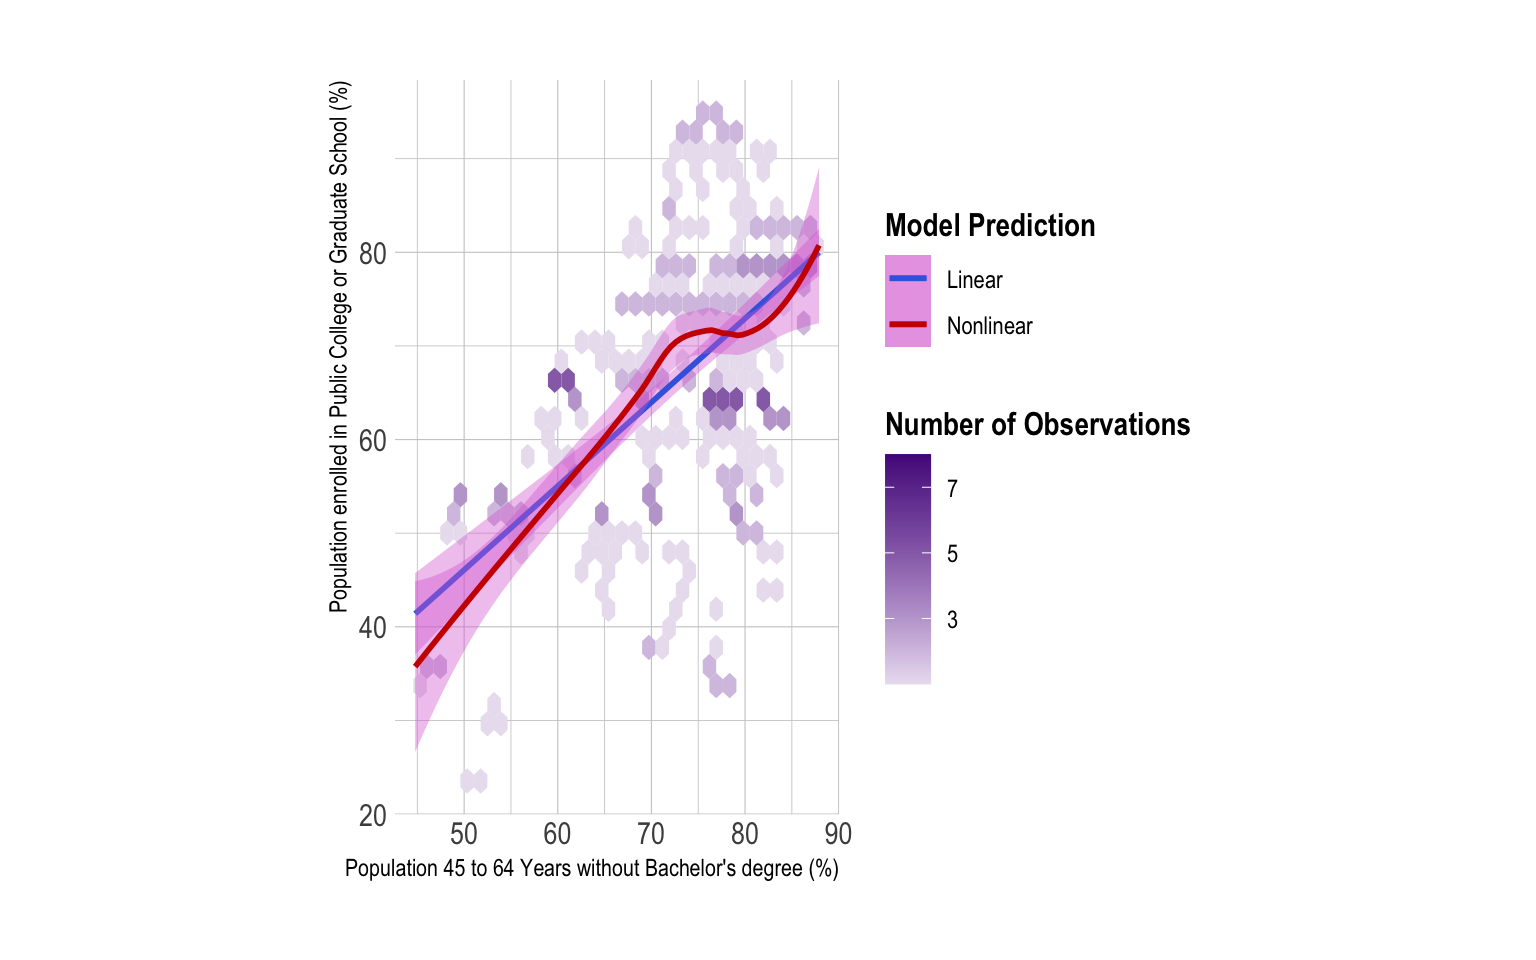 Population enrolled in Public College or Graduate School (%)
80
60
40
20
50 60 70 80 90
Population 45 to 64 Years without Bachelor's degree (%)
Model Prediction
Linear
Nonlinear
Number of Observations
7
5
3